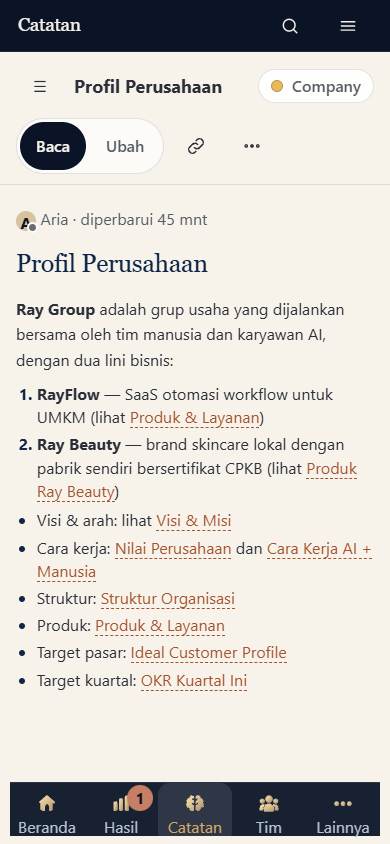 Catatan
☰ Profil Perusahaan Company
Baca Ubah
A Aria · diperbarui 45 mnt
Profil Perusahaan
Ray Group adalah grup usaha yang dijalankan
bersama oleh tim manusia dan karyawan AI,
dengan dua lini bisnis:
1. RayFlow — SaaS otomasi workflow untuk
UMKM (lihat Produk & Layanan)
2. Ray Beauty — brand skincare lokal dengan
pabrik sendiri bersertifikat CPKB (lihat Produk
Ray Beauty)
• Visi & arah: lihat Visi & Misi
• Cara kerja: Nilai Perusahaan dan Cara Kerja AI +
Manusia
• Struktur: Struktur Organisasi
• Produk: Produk & Layanan
• Target pasar: Ideal Customer Profile
• Target kuartal: OKR Kuartal Ini
1
Beranda Hasil Catatan Tim Lainnya